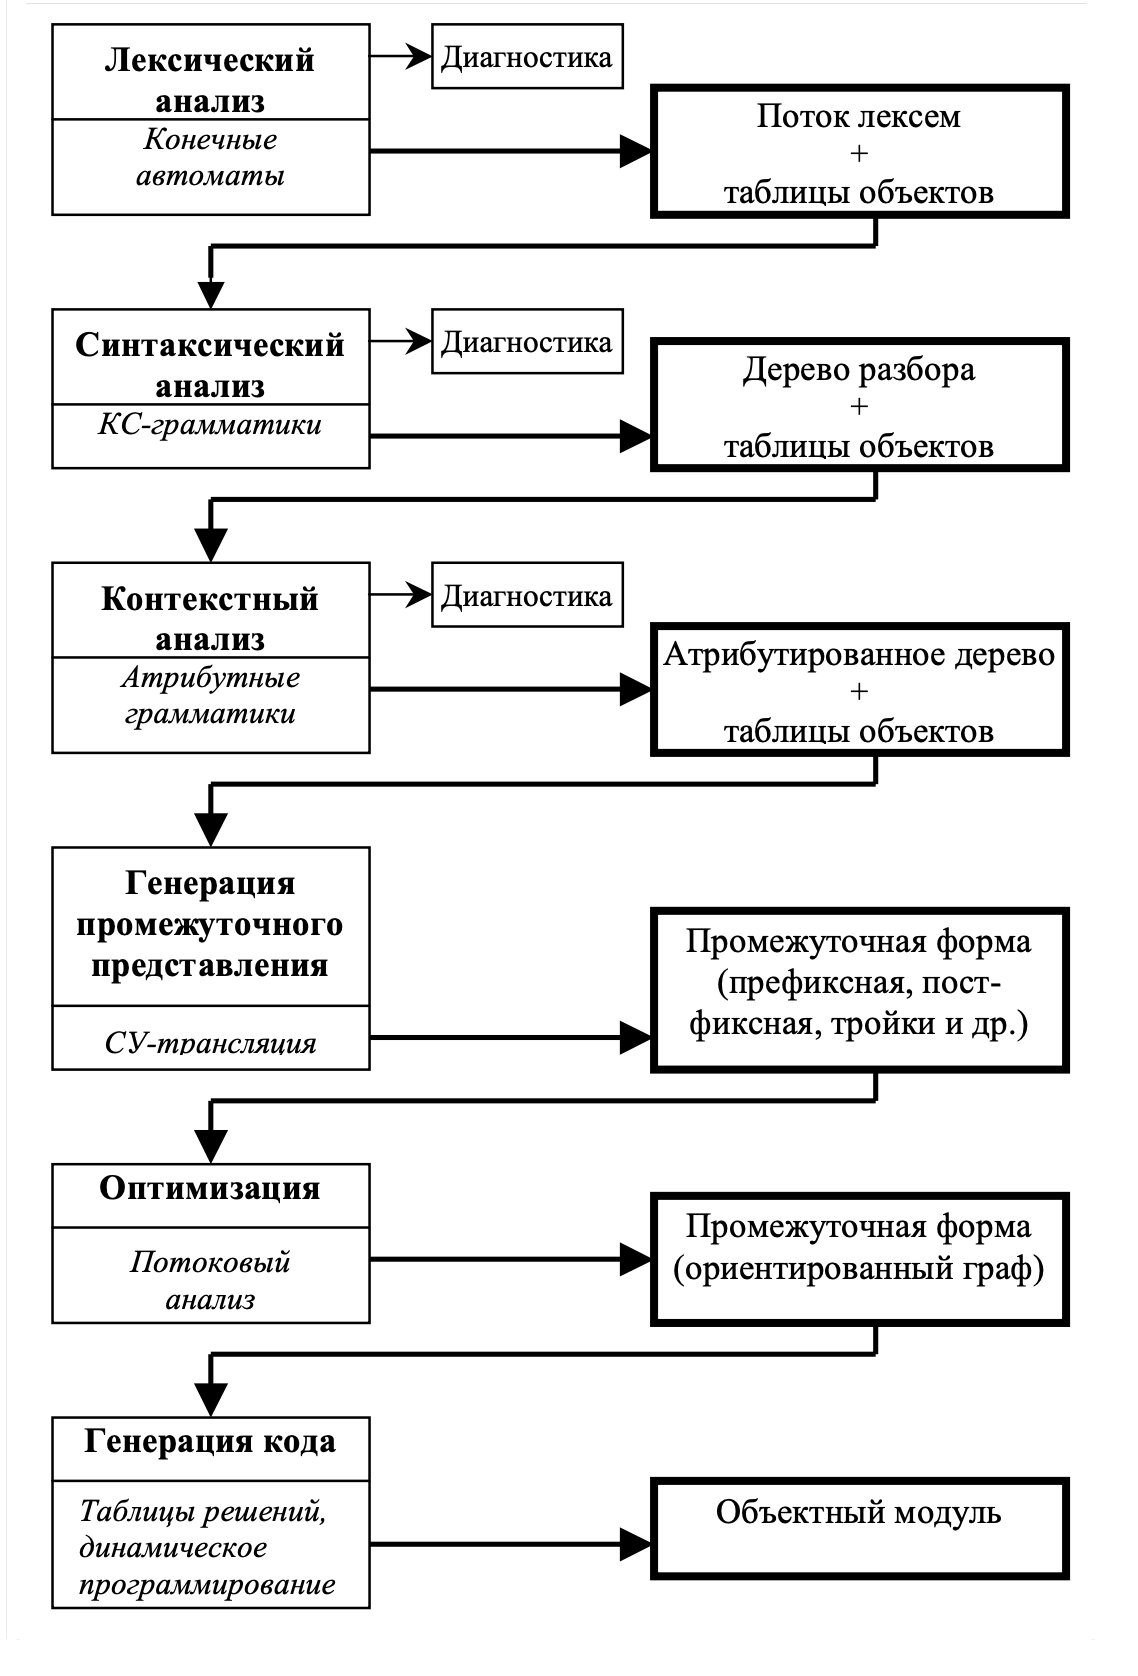 Лексический
анализ
Конечные
автоматы
Диагностика
Поток лексем
+
таблицы объектов
Синтаксический
анализ
КС-грамматики
Диагностика
Дерево разбора
+
таблицы объектов
Контекстный
анализ
Атрибутные
грамматики
Диагностика
Атрибутированное дерево
+
таблицы объектов
Генерация
промежуточного
представления
СУ-трансляция
Промежуточная форма
(префиксная, пост-
фиксная, тройки и др.)
Оптимизация
Потоковый
анализ
Промежуточная форма
(ориентированный граф)
Генерация кода
Таблицы решений,
динамическое
программирование
Объектный модуль